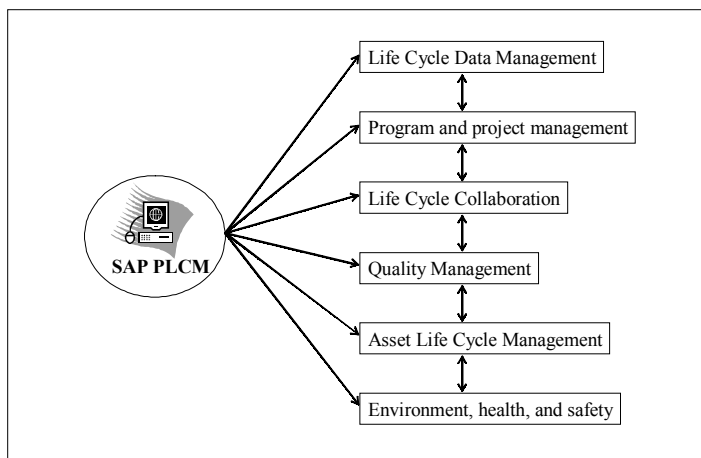 Life Cycle Data Management
Program and project management
Life Cycle Collaboration
SAP PLCM
Quality Management
Asset Life Cycle Management
Environment, health, and safety